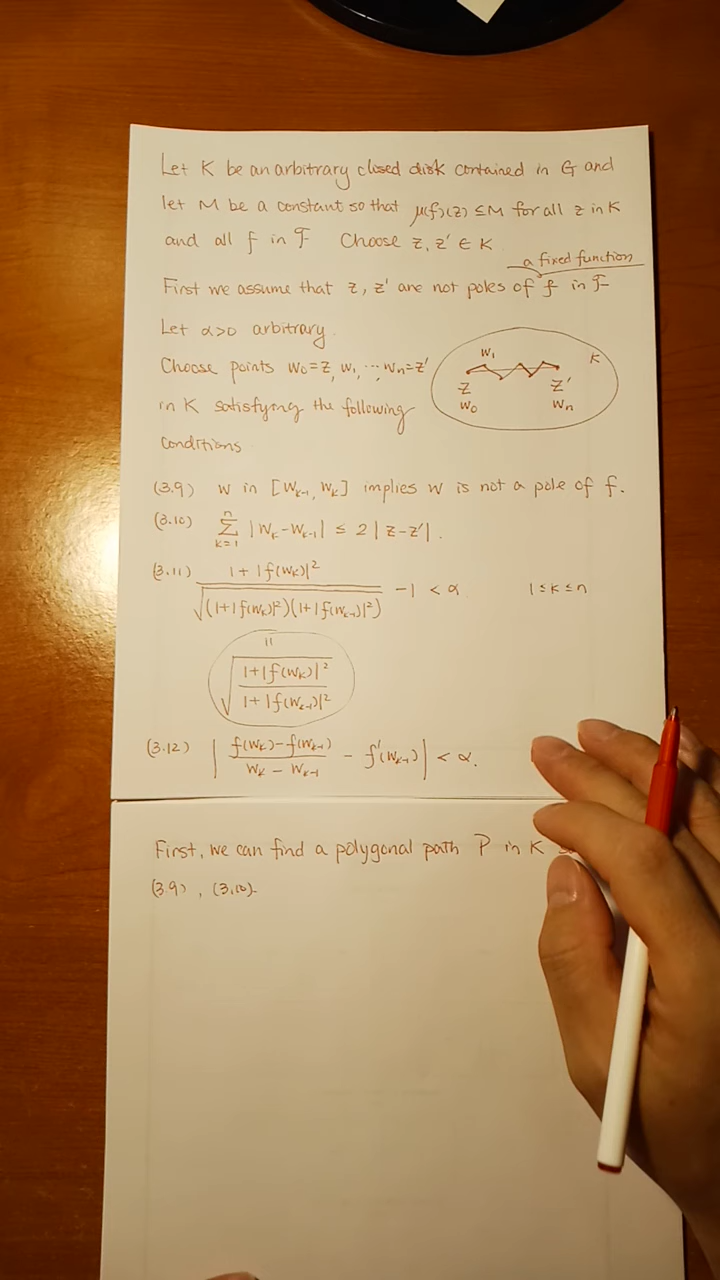 Let K be an arbitrary closed disk contained in G and
let M be a constant so that μ(f)(z) ≤ M for all z in K
and all f in ℱ Choose z, z' ∈ K
a fixed function
First we assume that z, z' are not poles of f in ℱ
Let α>0 arbitrary.
Choose points w₀=z, w₁, ⋯, wₙ=z'
in K satisfying the following
conditions
w₁ K
z z'
w₀ wₙ
(3.9) w in [wₖ₋₁, wₖ] implies w is not a pole of f.
(3.10) ∑ₖ₌₁ⁿ |wₖ-wₖ₋₁| ≤ 2|z-z'|.
(3.11) (1+|f(wₖ)|²) / √((1+|f(wₖ)|²)(1+|f(wₖ₋₁)|²)) -1 < α 1≤k≤n
=
√((1+|f(wₖ)|²) / (1+|f(wₖ₋₁)|²))
(3.12) | (f(wₖ)-f(wₖ₋₁)) / (wₖ - wₖ₋₁) - f'(wₖ₋₁) | < α.
First, we can find a polygonal path P in K
(3.9), (3.10).